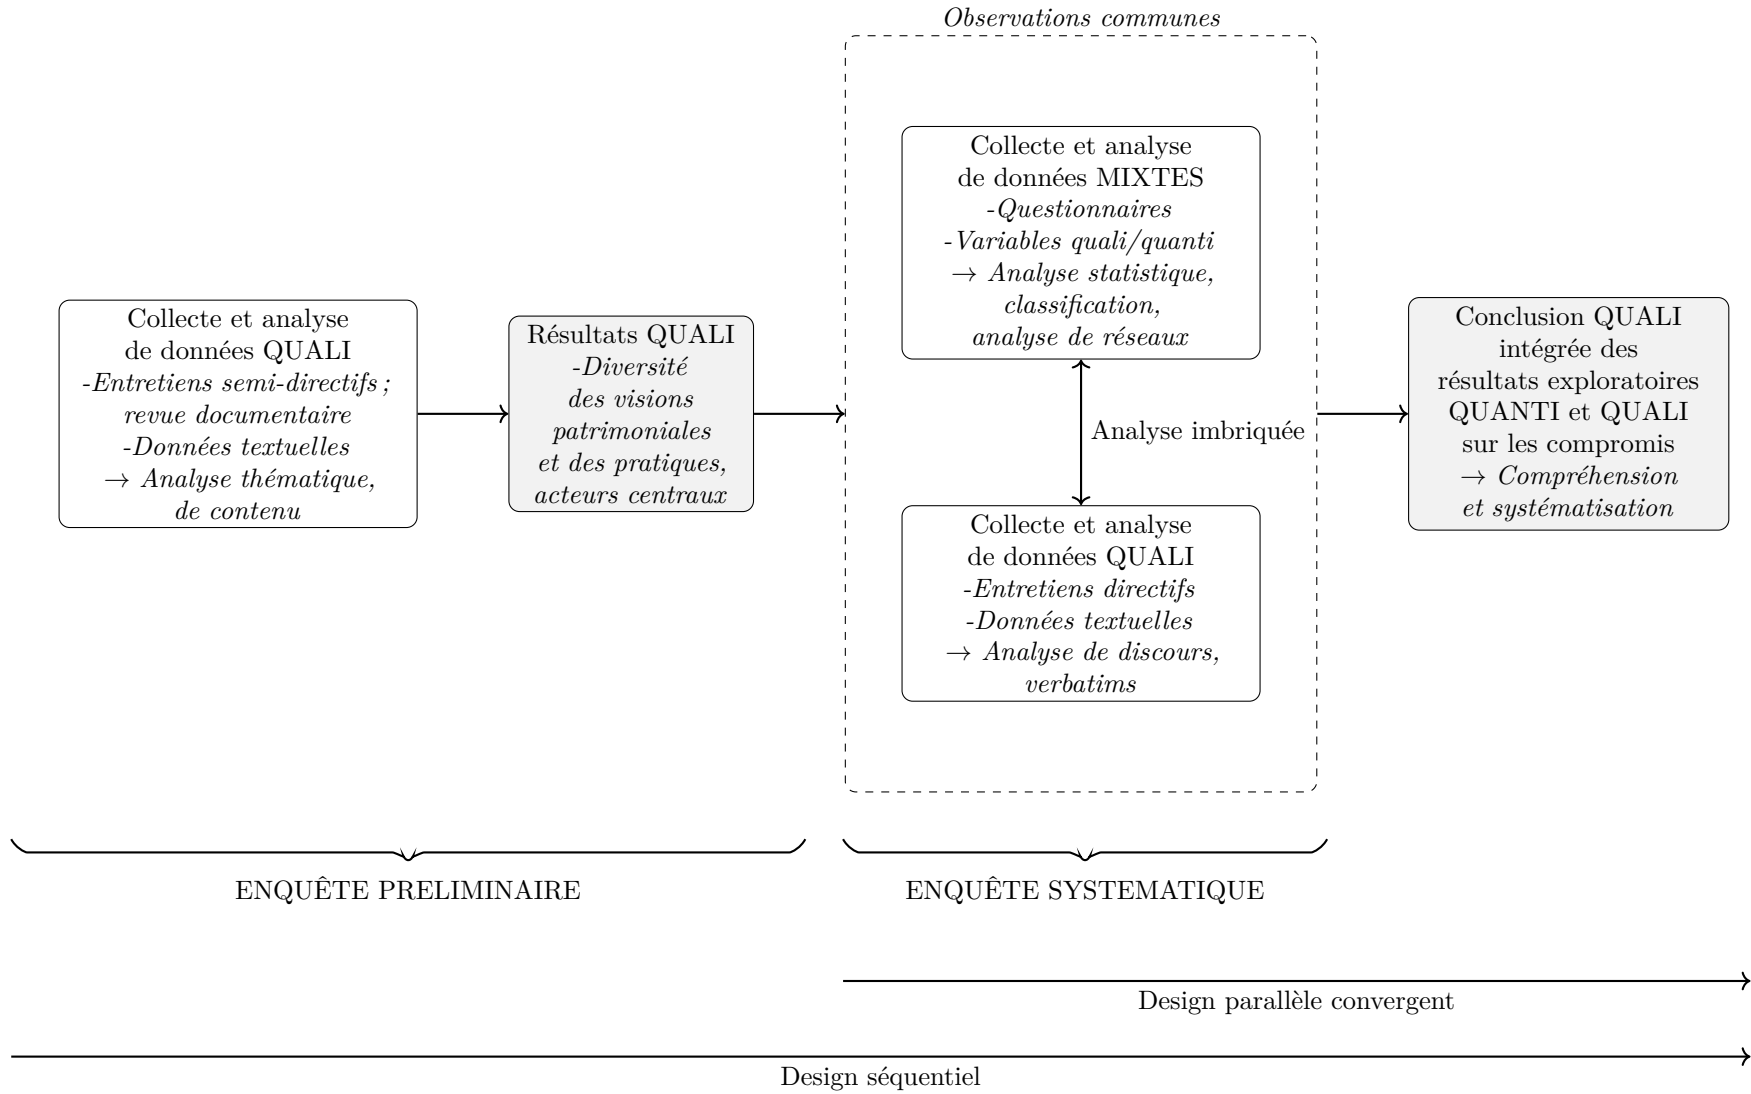 Observations communes
Collecte et analyse
de données QUALI
-Entretiens semi-directifs ;
revue documentaire
-Données textuelles
→ Analyse thématique,
de contenu
Résultats QUALI
-Diversité
des visions
patrimoniales
et des pratiques,
acteurs centraux
Collecte et analyse
de données MIXTES
-Questionnaires
-Variables quali/quanti
→ Analyse statistique,
classification,
analyse de réseaux
Analyse imbriquée
Collecte et analyse
de données QUALI
-Entretiens directifs
-Données textuelles
→ Analyse de discours,
verbatims
Conclusion QUALI
intégrée des
résultats exploratoires
QUANTI et QUALI
sur les compromis
→ Compréhension
et systématisation
ENQUÊTE PRELIMINAIRE
ENQUÊTE SYSTEMATIQUE
Design parallèle convergent
Design séquentiel